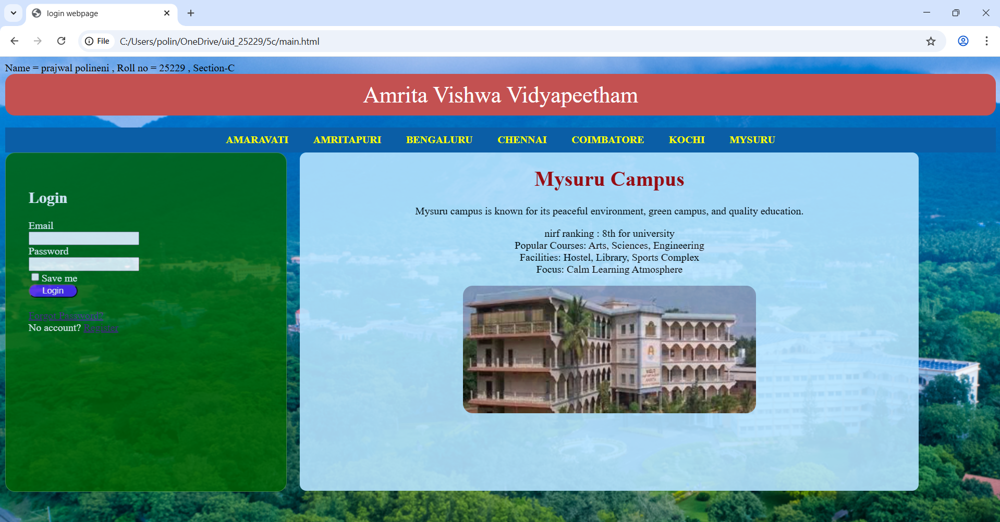 login webpage
File C:/Users/polin/OneDrive/uid_25229/5c/main.html
Name = prajwal polineni , Roll no = 25229 , Section-C
Amrita Vishwa Vidyapeetham
AMARAVATI AMRITAPURI BENGALURU CHENNAI COIMBATORE KOCHI MYSURU
Login
Email
Password
Save me
Login
Forgot Password?
No account? Register
Mysuru Campus
Mysuru campus is known for its peaceful environment, green campus, and quality education.
nirf ranking : 8th for university
Popular Courses: Arts, Sciences, Engineering
Facilities: Hostel, Library, Sports Complex
Focus: Calm Learning Atmosphere